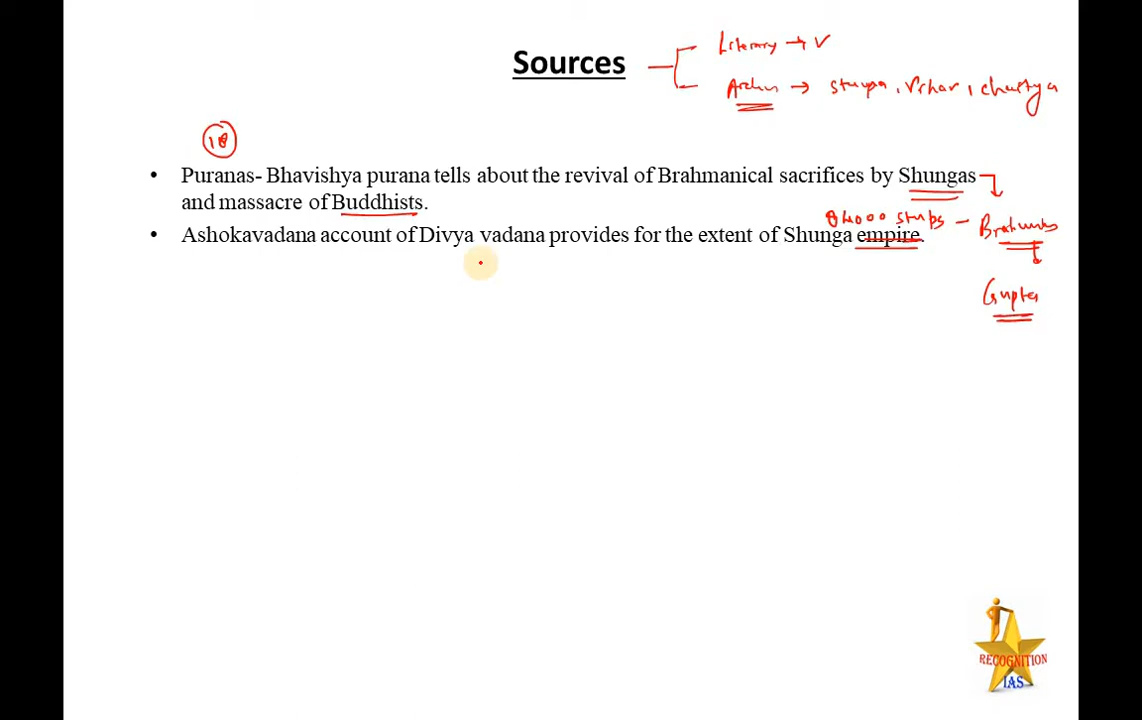 Sources
Literary → ✓
Archeo → stupa, vihar, chaitya
18
• Puranas- Bhavishya purana tells about the revival of Brahmanical sacrifices by Shungas
and massacre of Buddhists.
84000 stups – Brahmins
• Ashokavadana account of Divya vadana provides for the extent of Shunga empire.
Gupta
RECOGNITION
IAS